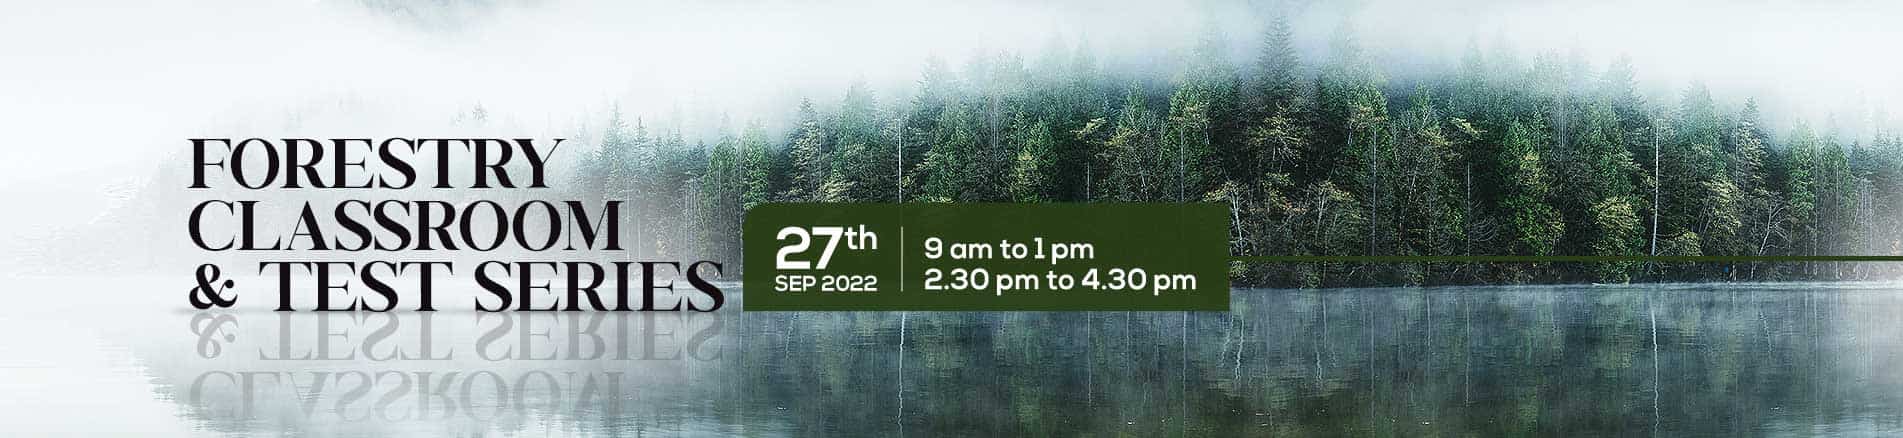 FORESTRY
CLASSROOM
& TEST SERIES
27th
SEP 2022
9 am to 1 pm
2.30 pm to 4.30 pm